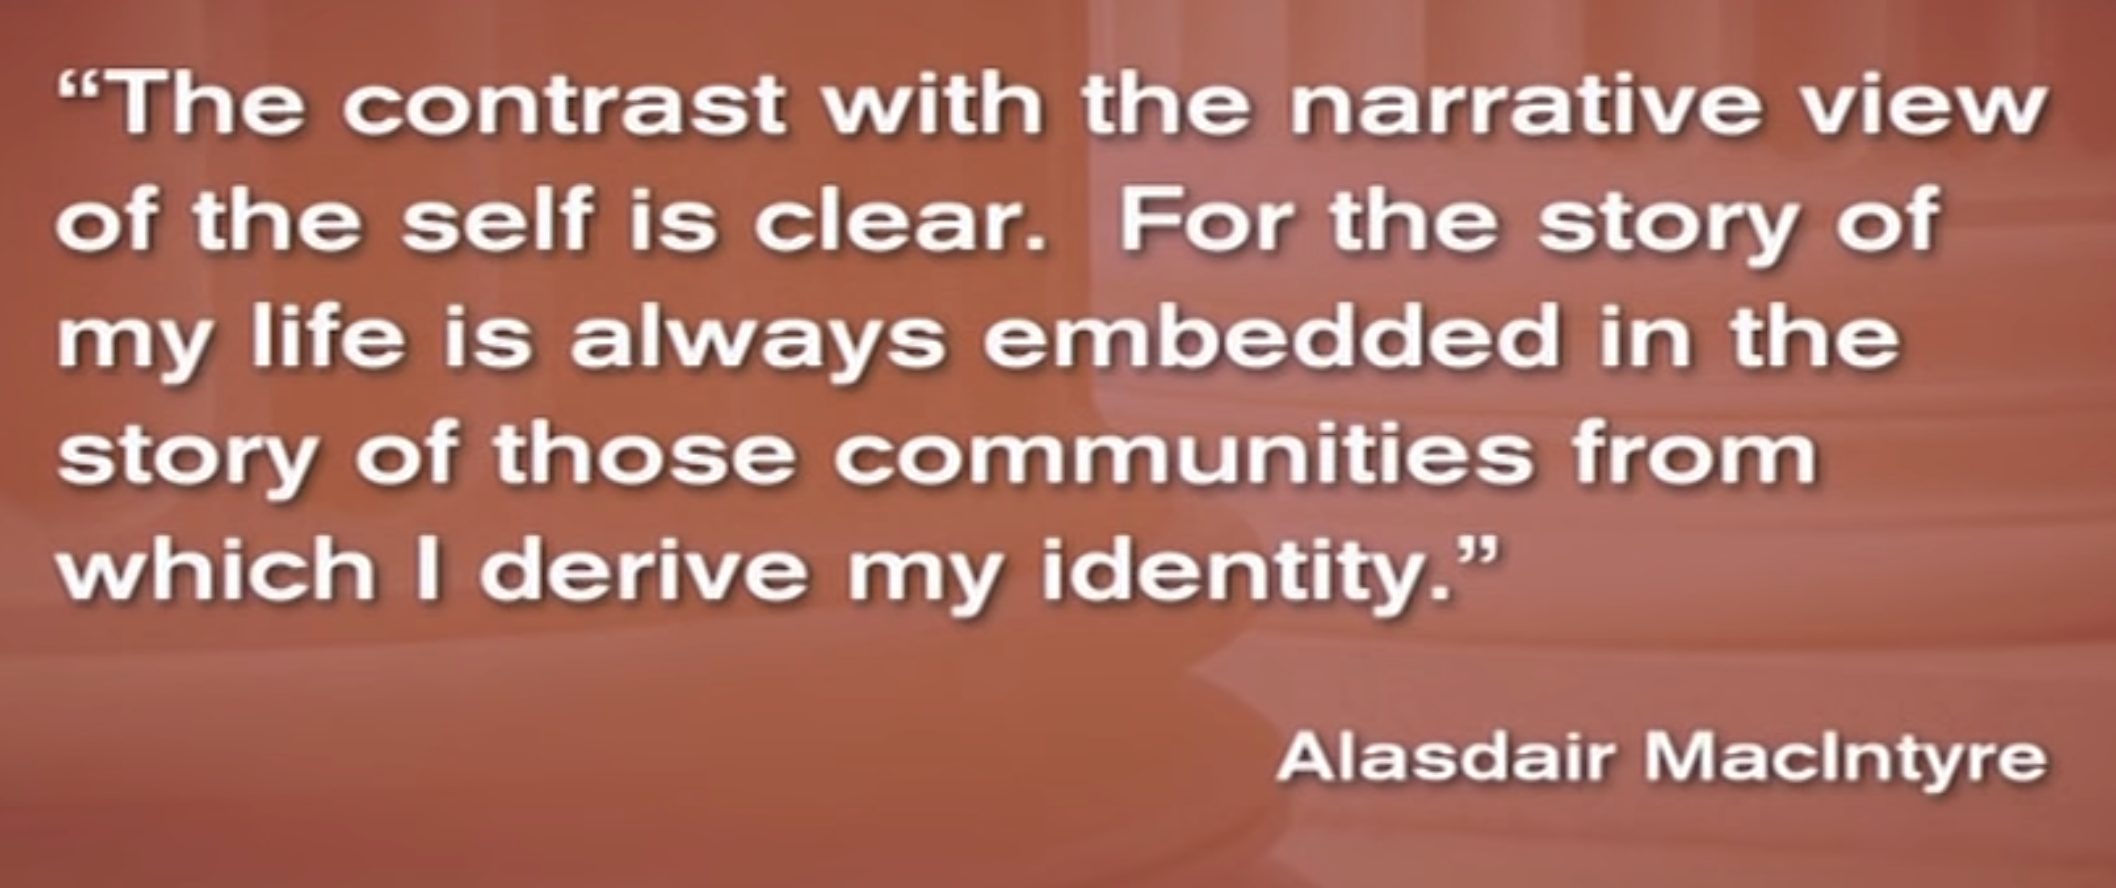 “The contrast with the narrative view
of the self is clear.  For the story of
my life is always embedded in the
story of those communities from
which I derive my identity.”
Alasdair MacIntyre